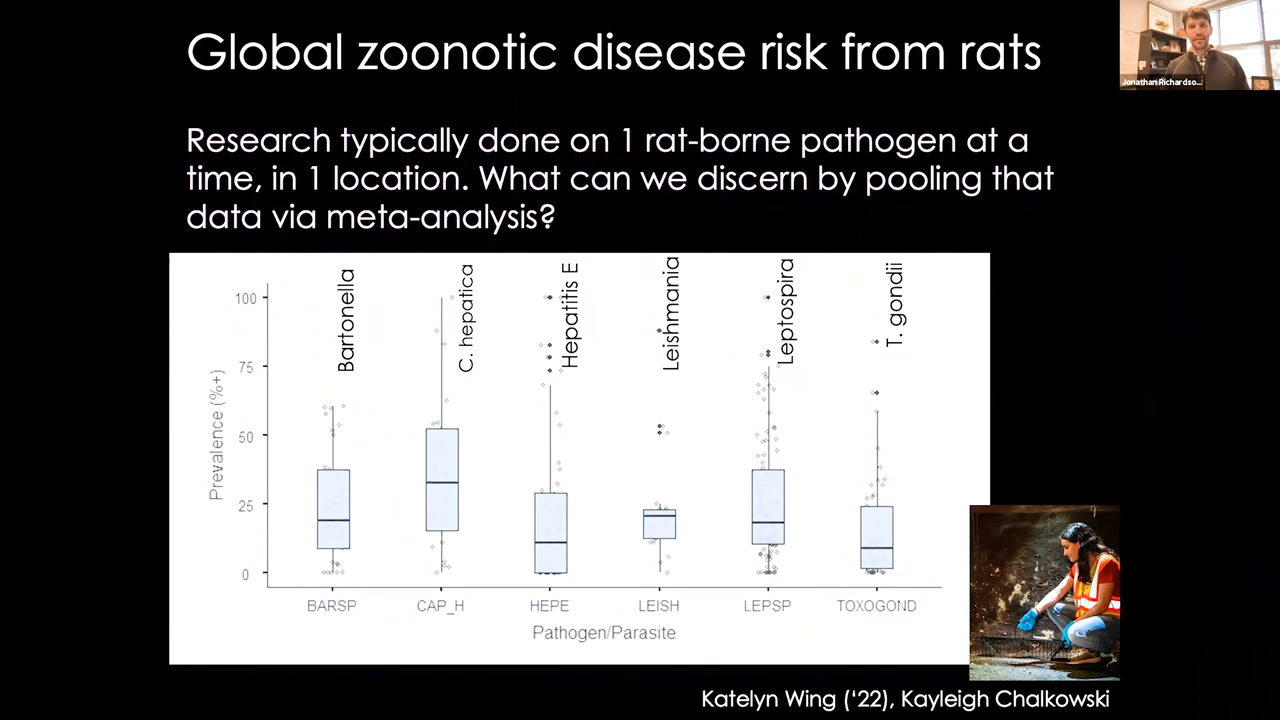 Global zoonotic disease risk from rats
Jonathan Richardso...
Research typically done on 1 rat-borne pathogen at a
time, in 1 location. What can we discern by pooling that
data via meta-analysis?
Bartonella
C. hepatica
Hepatitis E
Leishmania
Leptospira
T. gondii
Prevalence (%+)
100
75
50
25
0
BARSP CAP_H HEPE LEISH LEPSP TOXOGOND
Pathogen/Parasite
Katelyn Wing (‘22), Kayleigh Chalkowski